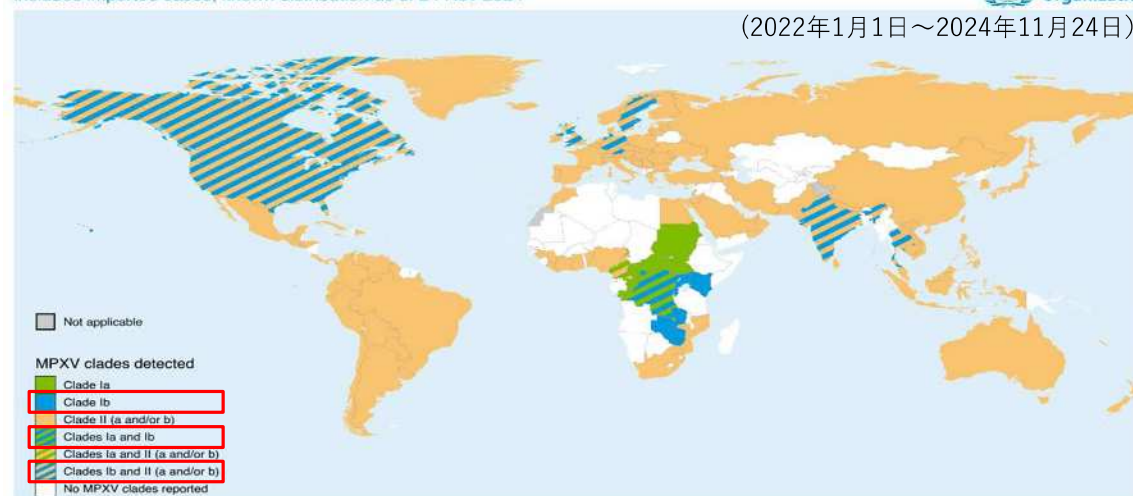 (2022年1月1日～2024年11月24日)
Not applicable
MPXV clades detected
Clade Ia
Clade Ib
Clade II (a and/or b)
Clades Ia and Ib
Clades Ia and II (a and/or b)
Clades Ib and II (a and/or b)
No MPXV clades reported